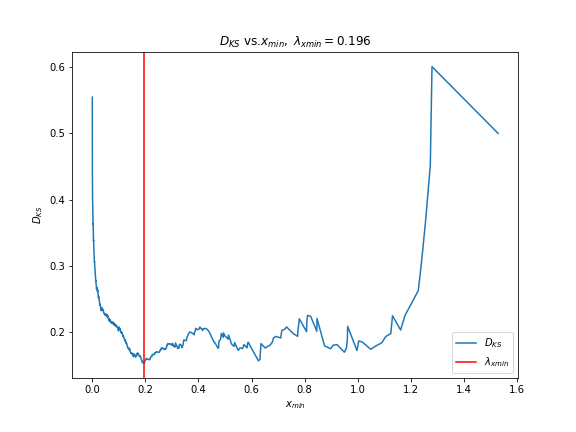 D_KS vs.x_min, λ_xmin = 0.196
0.6
0.5
0.4
0.3
0.2
D_KS
0.0 0.2 0.4 0.6 0.8 1.0 1.2 1.4 1.6
x_min
D_KS
λ_xmin